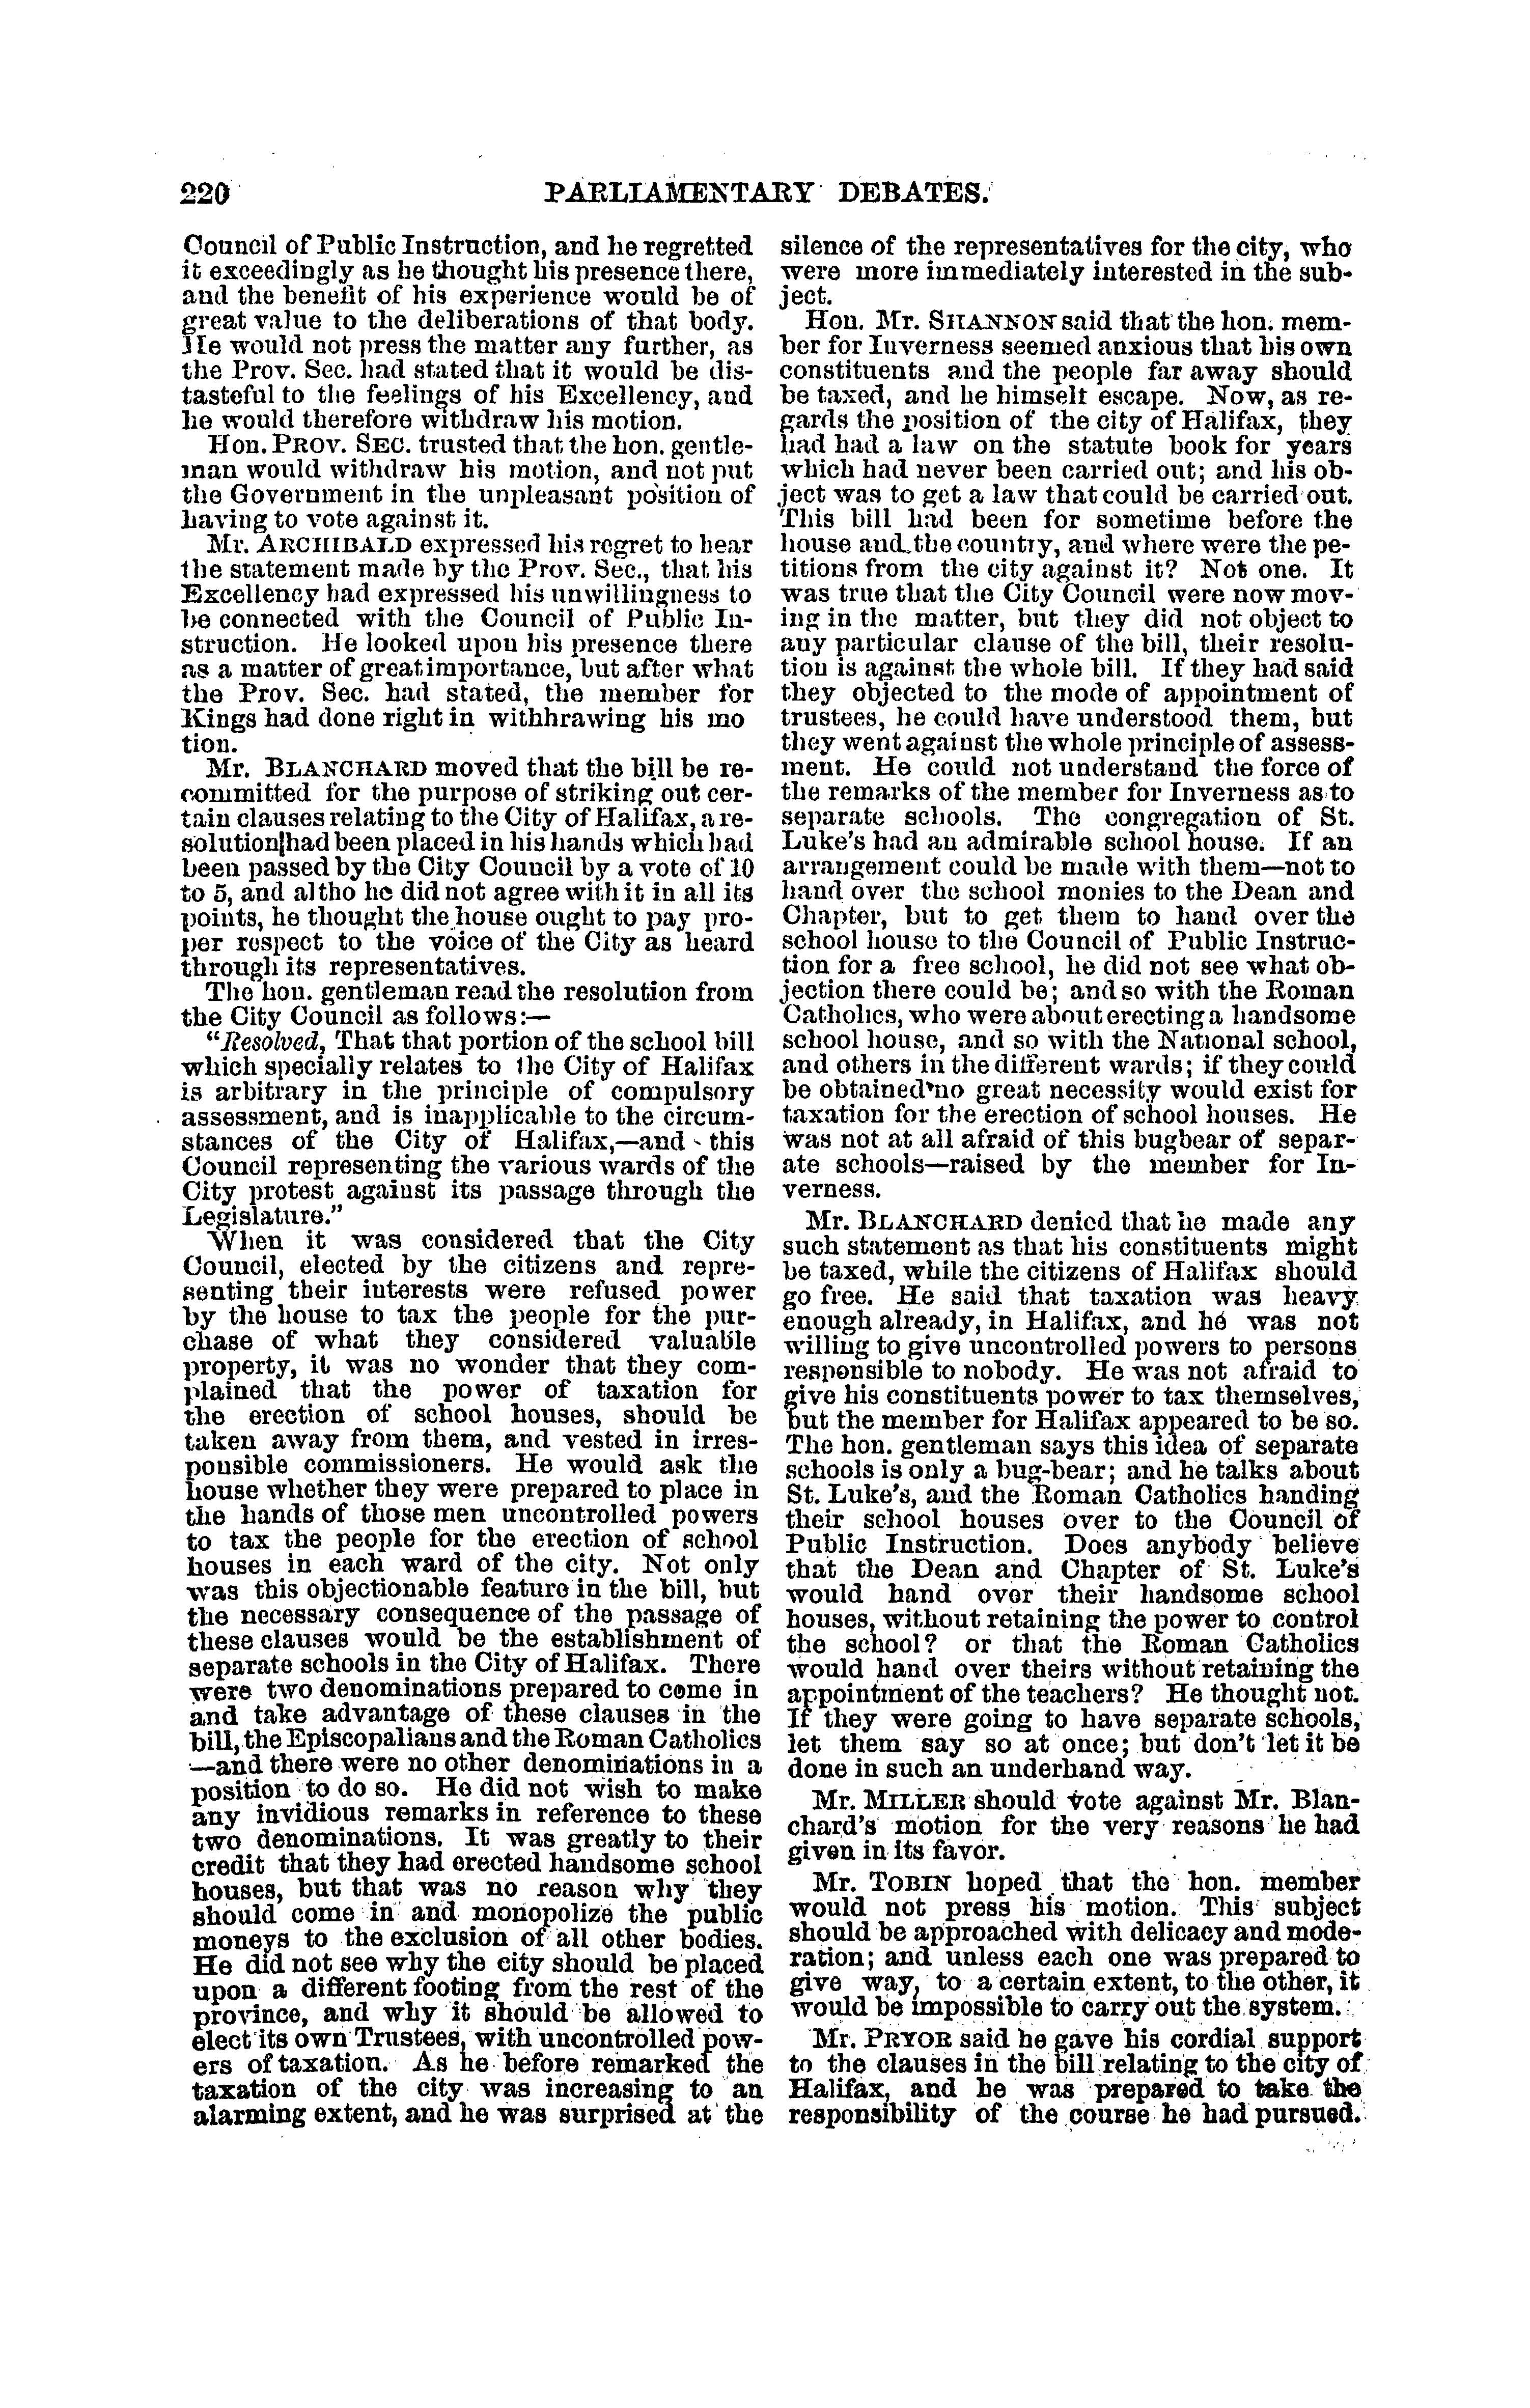 220
PARLIAMENTARY DEBATES.
Council of Public Instruction, and he regretted
it exceedingly as he thought his presence there,
and the benefit of his experience would be of
great value to the deliberations of that body.
He would not press the matter any further, as
the Prov. Sec. had stated that it would be dis-
tasteful to the feelings of his Excellency, and
he would therefore withdraw his motion.
Hon. PROV. SEC. trusted that the hon. gentle-
man would withdraw his motion, and not put
the Government in the unpleasant position of
having to vote against it.
Mr. ARCHIBALD expressed his regret to hear
the statement made by the Prov. Sec., that his
Excellency had expressed his unwillingness to
be connected with the Council of Public In-
struction. He looked upon his presence there
as a matter of great importance, but after what
the Prov. Sec. had stated, the member for
Kings had done right in withhrawing his mo
tion.
Mr. BLANCHARD moved that the bill be re-
committed for the purpose of striking out cer-
tain clauses relating to the City of Halifax, a re-
solution had been placed in his hands which had
been passed by the City Council by a vote of 10
to 5, and altho he did not agree with it in all its
points, he thought the house ought to pay pro-
per respect to the voice of the City as heard
through its representatives.
The hon. gentleman read the resolution from
the City Council as follows:—
"Resolved, That that portion of the school bill
which specially relates to the City of Halifax
is arbitrary in the principle of compulsory
assessment, and is inapplicable to the circum-
stances of the City of Halifax,—and this
Council representing the various wards of the
City protest against its passage through the
Legislature."
When it was considered that the City
Council, elected by the citizens and repre-
senting their interests were refused power
by the house to tax the people for the pur-
chase of what they considered valuable
property, it was no wonder that they com-
plained that the power of taxation for
the erection of school houses, should be
taken away from them, and vested in irres-
ponsible commissioners. He would ask the
house whether they were prepared to place in
the hands of those men uncontrolled powers
to tax the people for the erection of school
houses in each ward of the city. Not only
was this objectionable feature in the bill, but
the necessary consequence of the passage of
these clauses would be the establishment of
separate schools in the City of Halifax. There
were two denominations prepared to come in
and take advantage of these clauses in the
bill, the Episcopalians and the Roman Catholics
—and there were no other denominations in a
position to do so. He did not wish to make
any invidious remarks in reference to these
two denominations. It was greatly to their
credit that they had erected handsome school
houses, but that was no reason why they
should come in and monopolize the public
moneys to the exclusion of all other bodies.
He did not see why the city should be placed
upon a different footing from the rest of the
province, and why it should be allowed to
elect its own Trustees, with uncontrolled pow-
ers of taxation. As he before remarked the
taxation of the city was increasing to an
alarming extent, and he was surprised at the
silence of the representatives for the city, who
were more immediately interested in the sub-
ject.
Hon. Mr. SHANNON said that the hon. mem-
ber for Inverness seemed anxious that his own
constituents and the people far away should
be taxed, and he himself escape. Now, as re-
gards the position of the city of Halifax, they
had had a law on the statute book for years
which had never been carried out; and his ob-
ject was to get a law that could be carried out.
This bill had been for sometime before the
house and the country, and where were the pe-
titions from the city against it? Not one. It
was true that the City Council were now mov-
ing in the matter, but they did not object to
any particular clause of the bill, their resolu-
tion is against the whole bill. If they had said
they objected to the mode of appointment of
trustees, he could have understood them, but
they went against the whole principle of assess-
ment. He could not understand the force of
the remarks of the member for Inverness as to
separate schools. The congregation of St.
Luke's had an admirable school house. If an
arrangement could be made with them—not to
hand over the school monies to the Dean and
Chapter, but to get them to hand over the
school house to the Council of Public Instruc-
tion for a free school, he did not see what ob-
jection there could be; and so with the Roman
Catholics, who were about erecting a handsome
school house, and so with the National school,
and others in the different wards; if they could
be obtained no great necessity would exist for
taxation for the erection of school houses. He
was not at all afraid of this bugbear of separ-
ate schools—raised by the member for In-
verness.
Mr. BLANCHARD denied that he made any
such statement as that his constituents might
be taxed, while the citizens of Halifax should
go free. He said that taxation was heavy
enough already, in Halifax, and he was not
willing to give uncontrolled powers to persons
responsible to nobody. He was not afraid to
give his constituents power to tax themselves,
but the member for Halifax appeared to be so.
The hon. gentleman says this idea of separate
schools is only a bug-bear; and he talks about
St. Luke's, and the Roman Catholics handing
their school houses over to the Council of
Public Instruction. Does anybody believe
that the Dean and Chapter of St. Luke's
would hand over their handsome school
houses, without retaining the power to control
the school? or that the Roman Catholics
would hand over theirs without retaining the
appointment of the teachers? He thought not.
If they were going to have separate schools,
let them say so at once; but don't let it be
done in such an underhand way.
Mr. MILLER should vote against Mr. Blan-
chard's motion for the very reasons he had
given in its favor.
Mr. TOBIN hoped that the hon. member
would not press his motion. This subject
should be approached with delicacy and mode-
ration; and unless each one was prepared to
give way, to a certain extent, to the other, it
would be impossible to carry out the system.
Mr. PRYOR said he gave his cordial support
to the clauses in the bill relating to the city of
Halifax, and he was prepared to take the
responsibility of the course he had pursued.